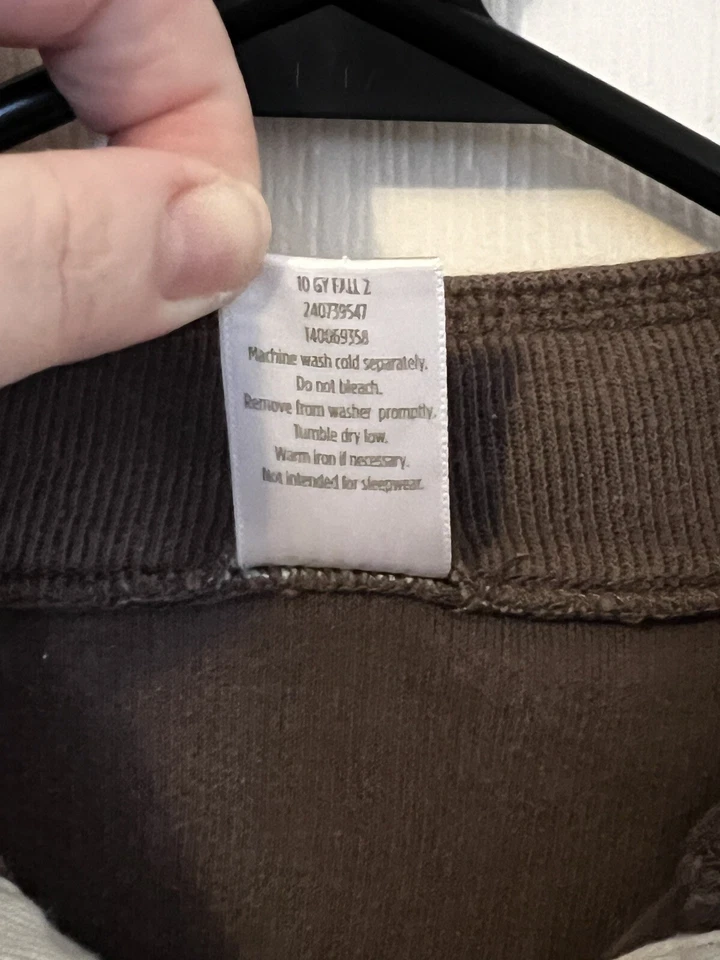 10 GY FALL 2
240739547
140069358
Machine wash cold separately.
Do not bleach.
Remove from washer promptly.
Tumble dry low.
Warm iron if necessary.
Not intended for sleepwear.